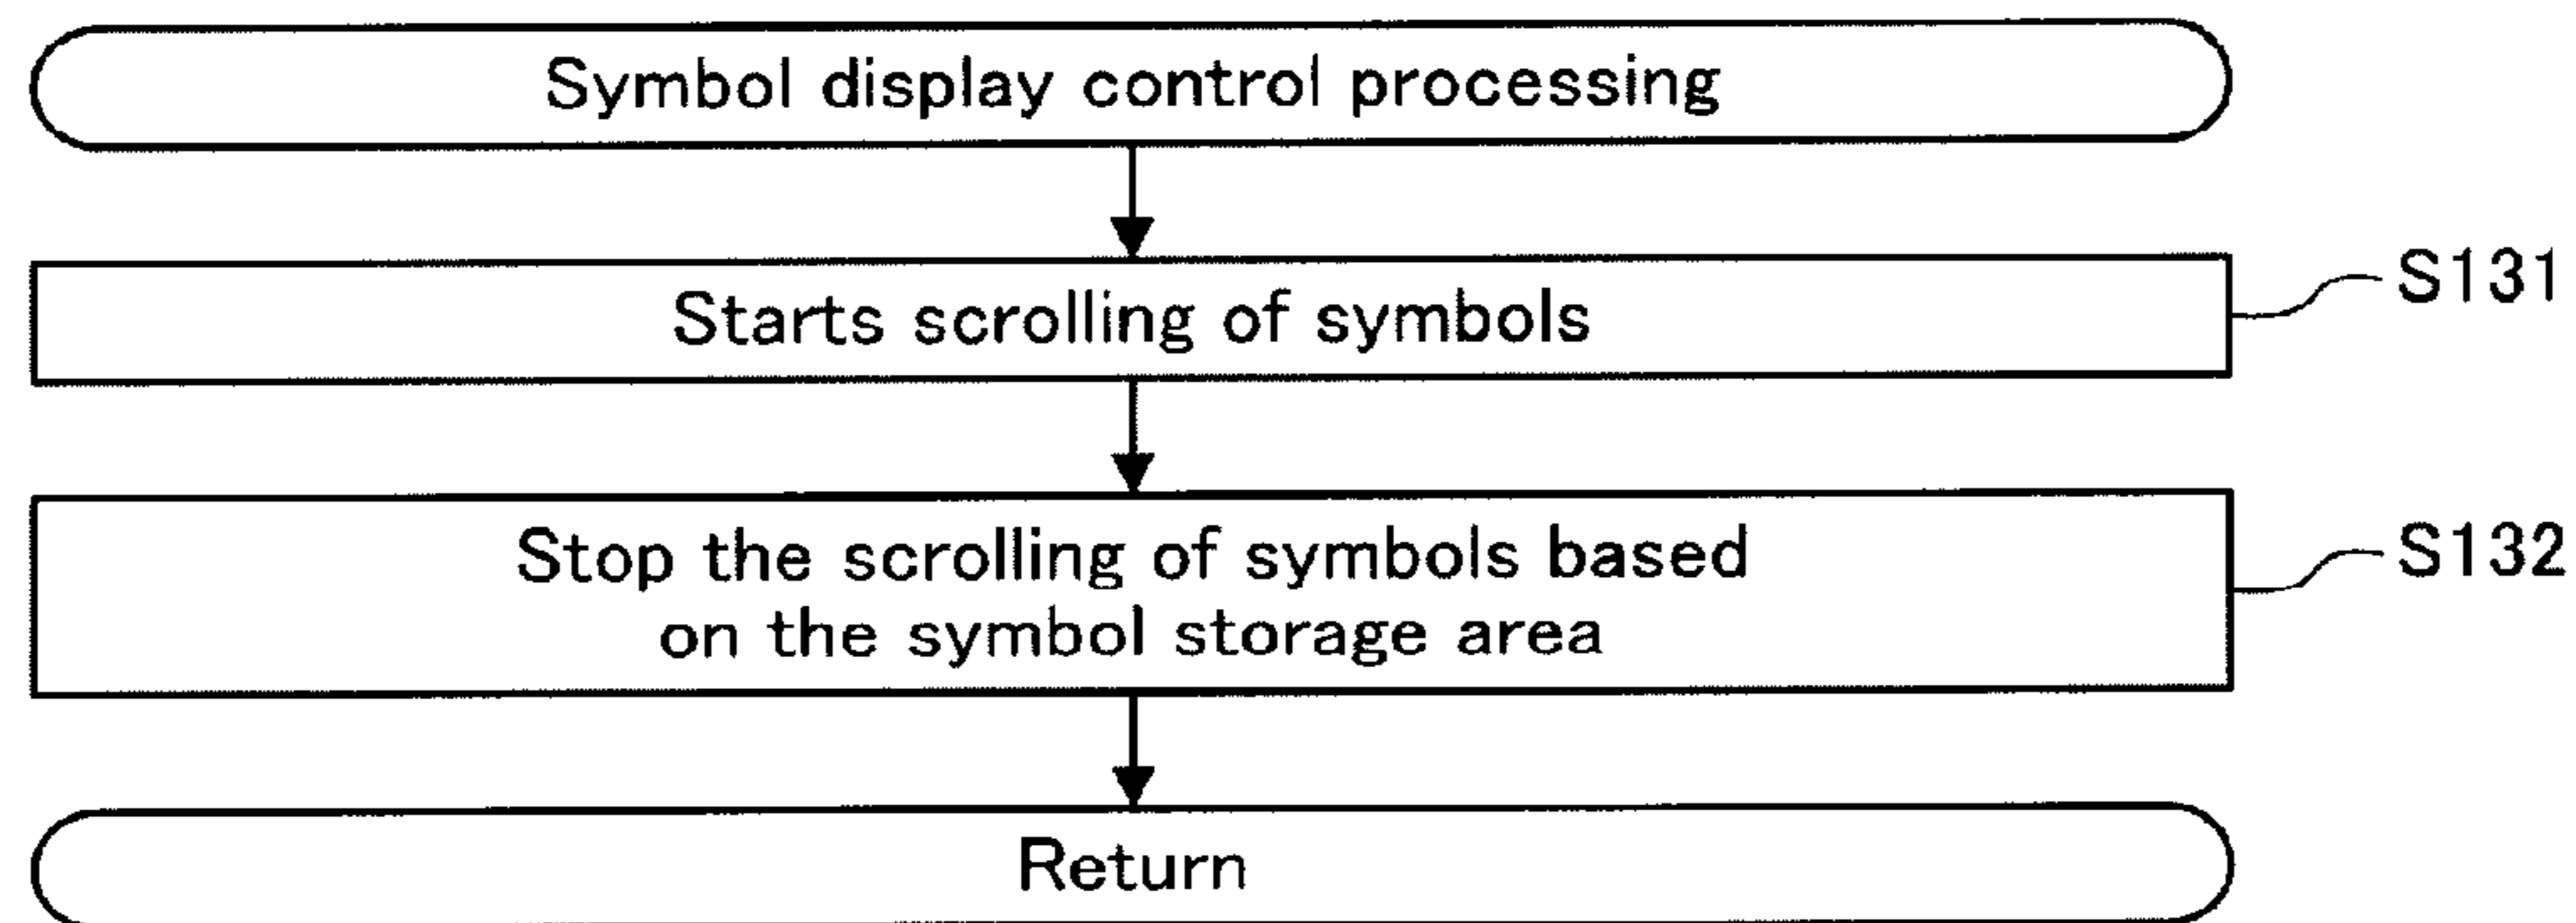 Symbol display control processing
Starts scrolling of symbols
S131
Stop the scrolling of symbols based
on the symbol storage area
S132
Return